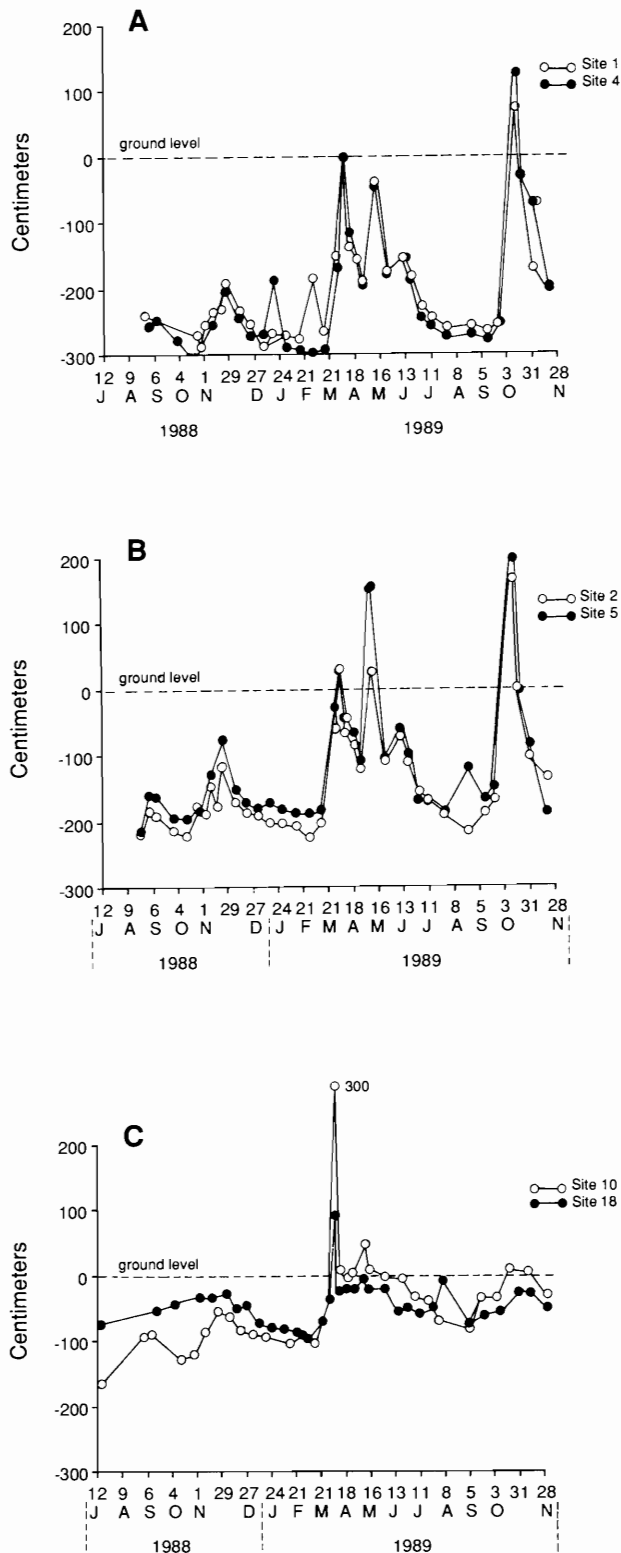 A
200
100
0
-100
-200
-300
Centimeters
ground level
Site 1
Site 4
12 9 6 4 1 29 27 24 21 21 18 16 13 11 8 5 3 31 28
J A S O N D J F M A M J J A S O N
1988 1989
B
200
100
0
-100
-200
-300
Centimeters
ground level
Site 2
Site 5
12 9 6 4 1 29 27 24 21 21 18 16 13 11 8 5 3 31 28
J A S O N D J F M A M J J A S O N
1988 1989
C
300
200
100
0
-100
-200
-300
Centimeters
ground level
Site 10
Site 18
12 9 6 4 1 29 27 24 21 21 18 16 13 11 8 5 3 31 28
J A S O N D J F M A M J J A S O N
1988 1989